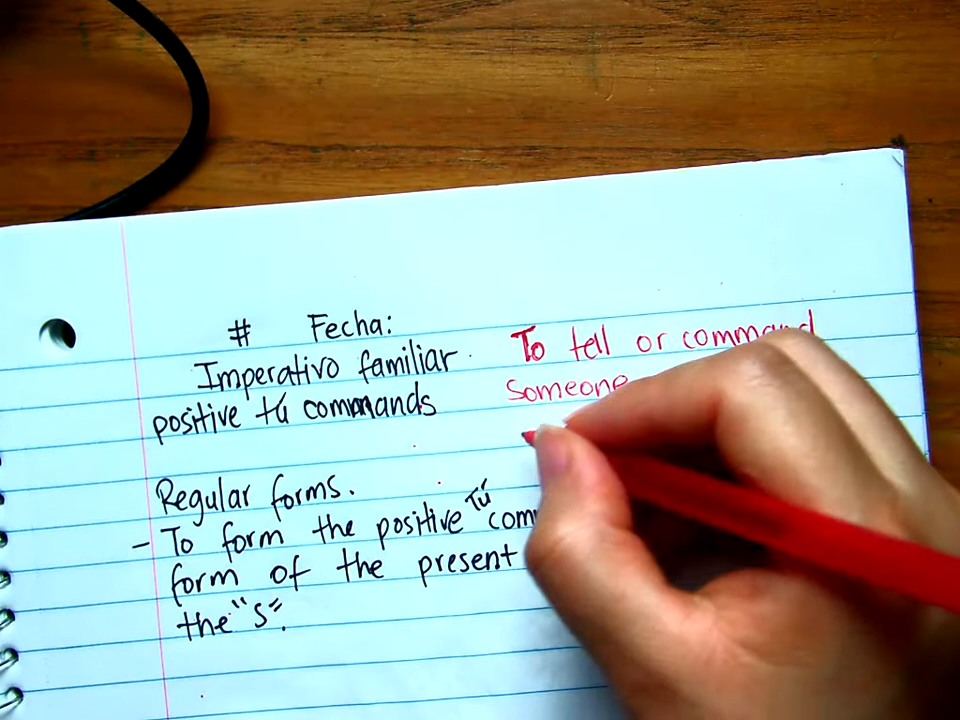 # Fecha:
Imperativo familiar
positive tú commands
To tell or command
someone
Regular forms.
- To form the positive Tú
form of the present
the "s".